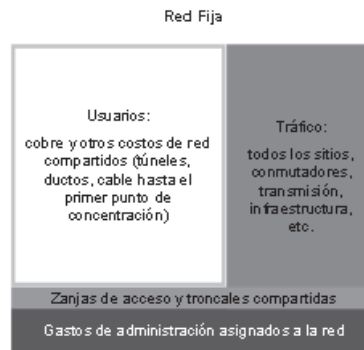 Red Fija
Usuarios:
cobre y otros costos de red
compartidos (túneles,
ductos, cable hasta el
primer punto de
concentración)
Tráfico:
todos los sitios,
conmutadores,
transmisión,
infraestructura,
etc.
Zanjas de acceso y troncales compartidas
Gastos de administración asignados a la red